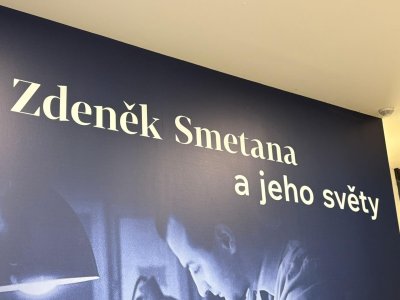 Zdeněk Smetana
a jeho světy